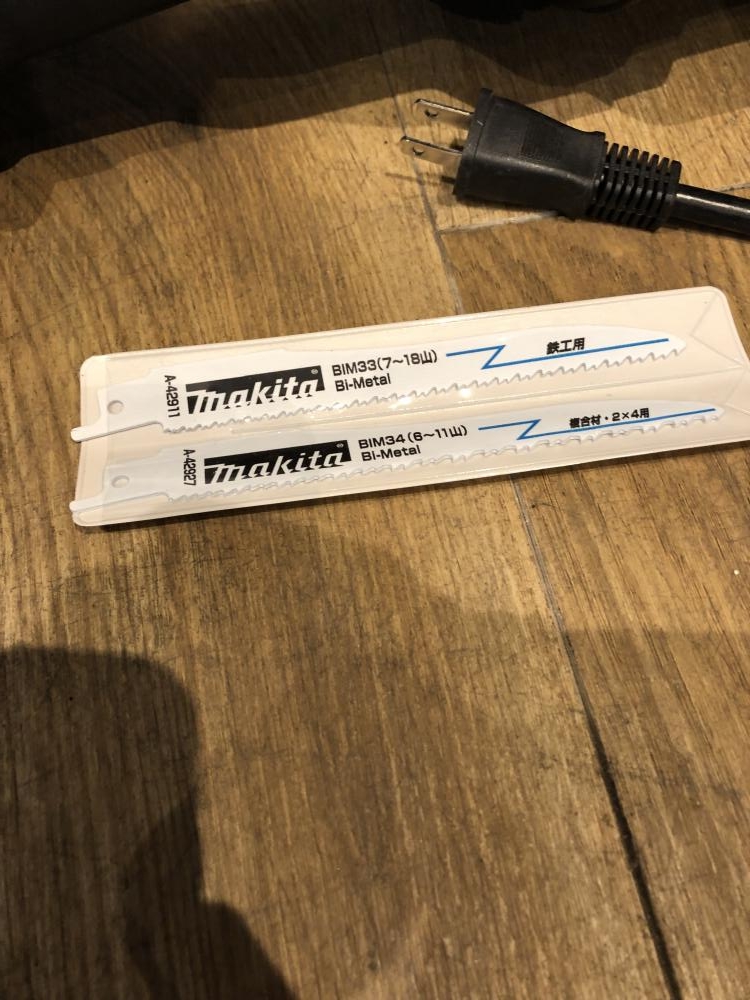 A-42911
makita®
BIM33(7～18山)
Bi-Metal
鉄工用
A-42927
makita®
BIM34(6～11山)
Bi-Metal
複合材・2×4用